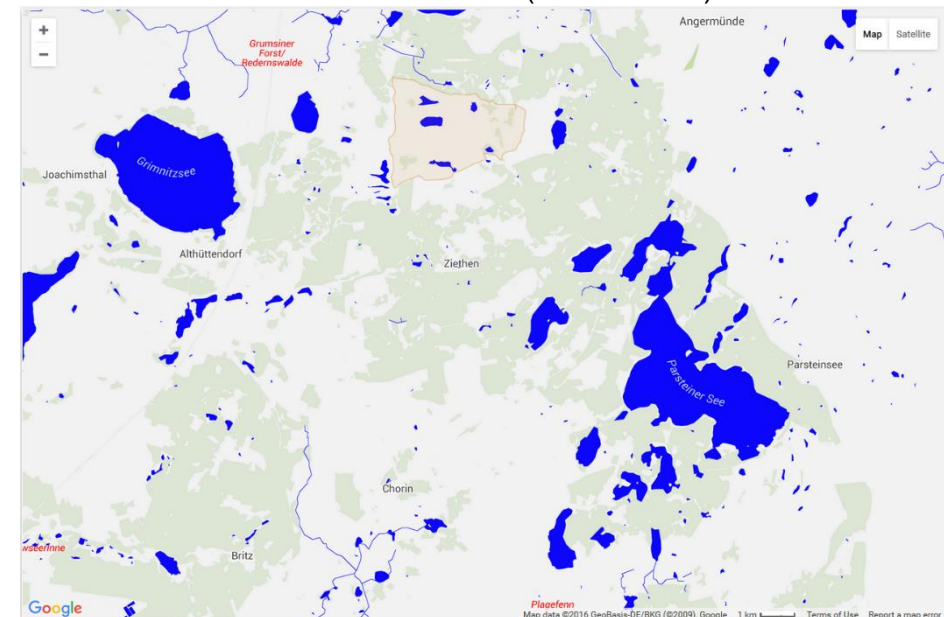 Angermünde
+
−
Map Satellite
Grumsiner
Forst/
Redernswalde
Joachimsthal
Grimnitzsee
Althüttendorf
Ziethen
Parsteinsee
Parsteiner See
Chorin
wseerinne
Britz
Plagefenn
Google
Map data ©2016 GeoBasis-DE/BKG (©2009), Google 1 km Terms of Use Report a map error